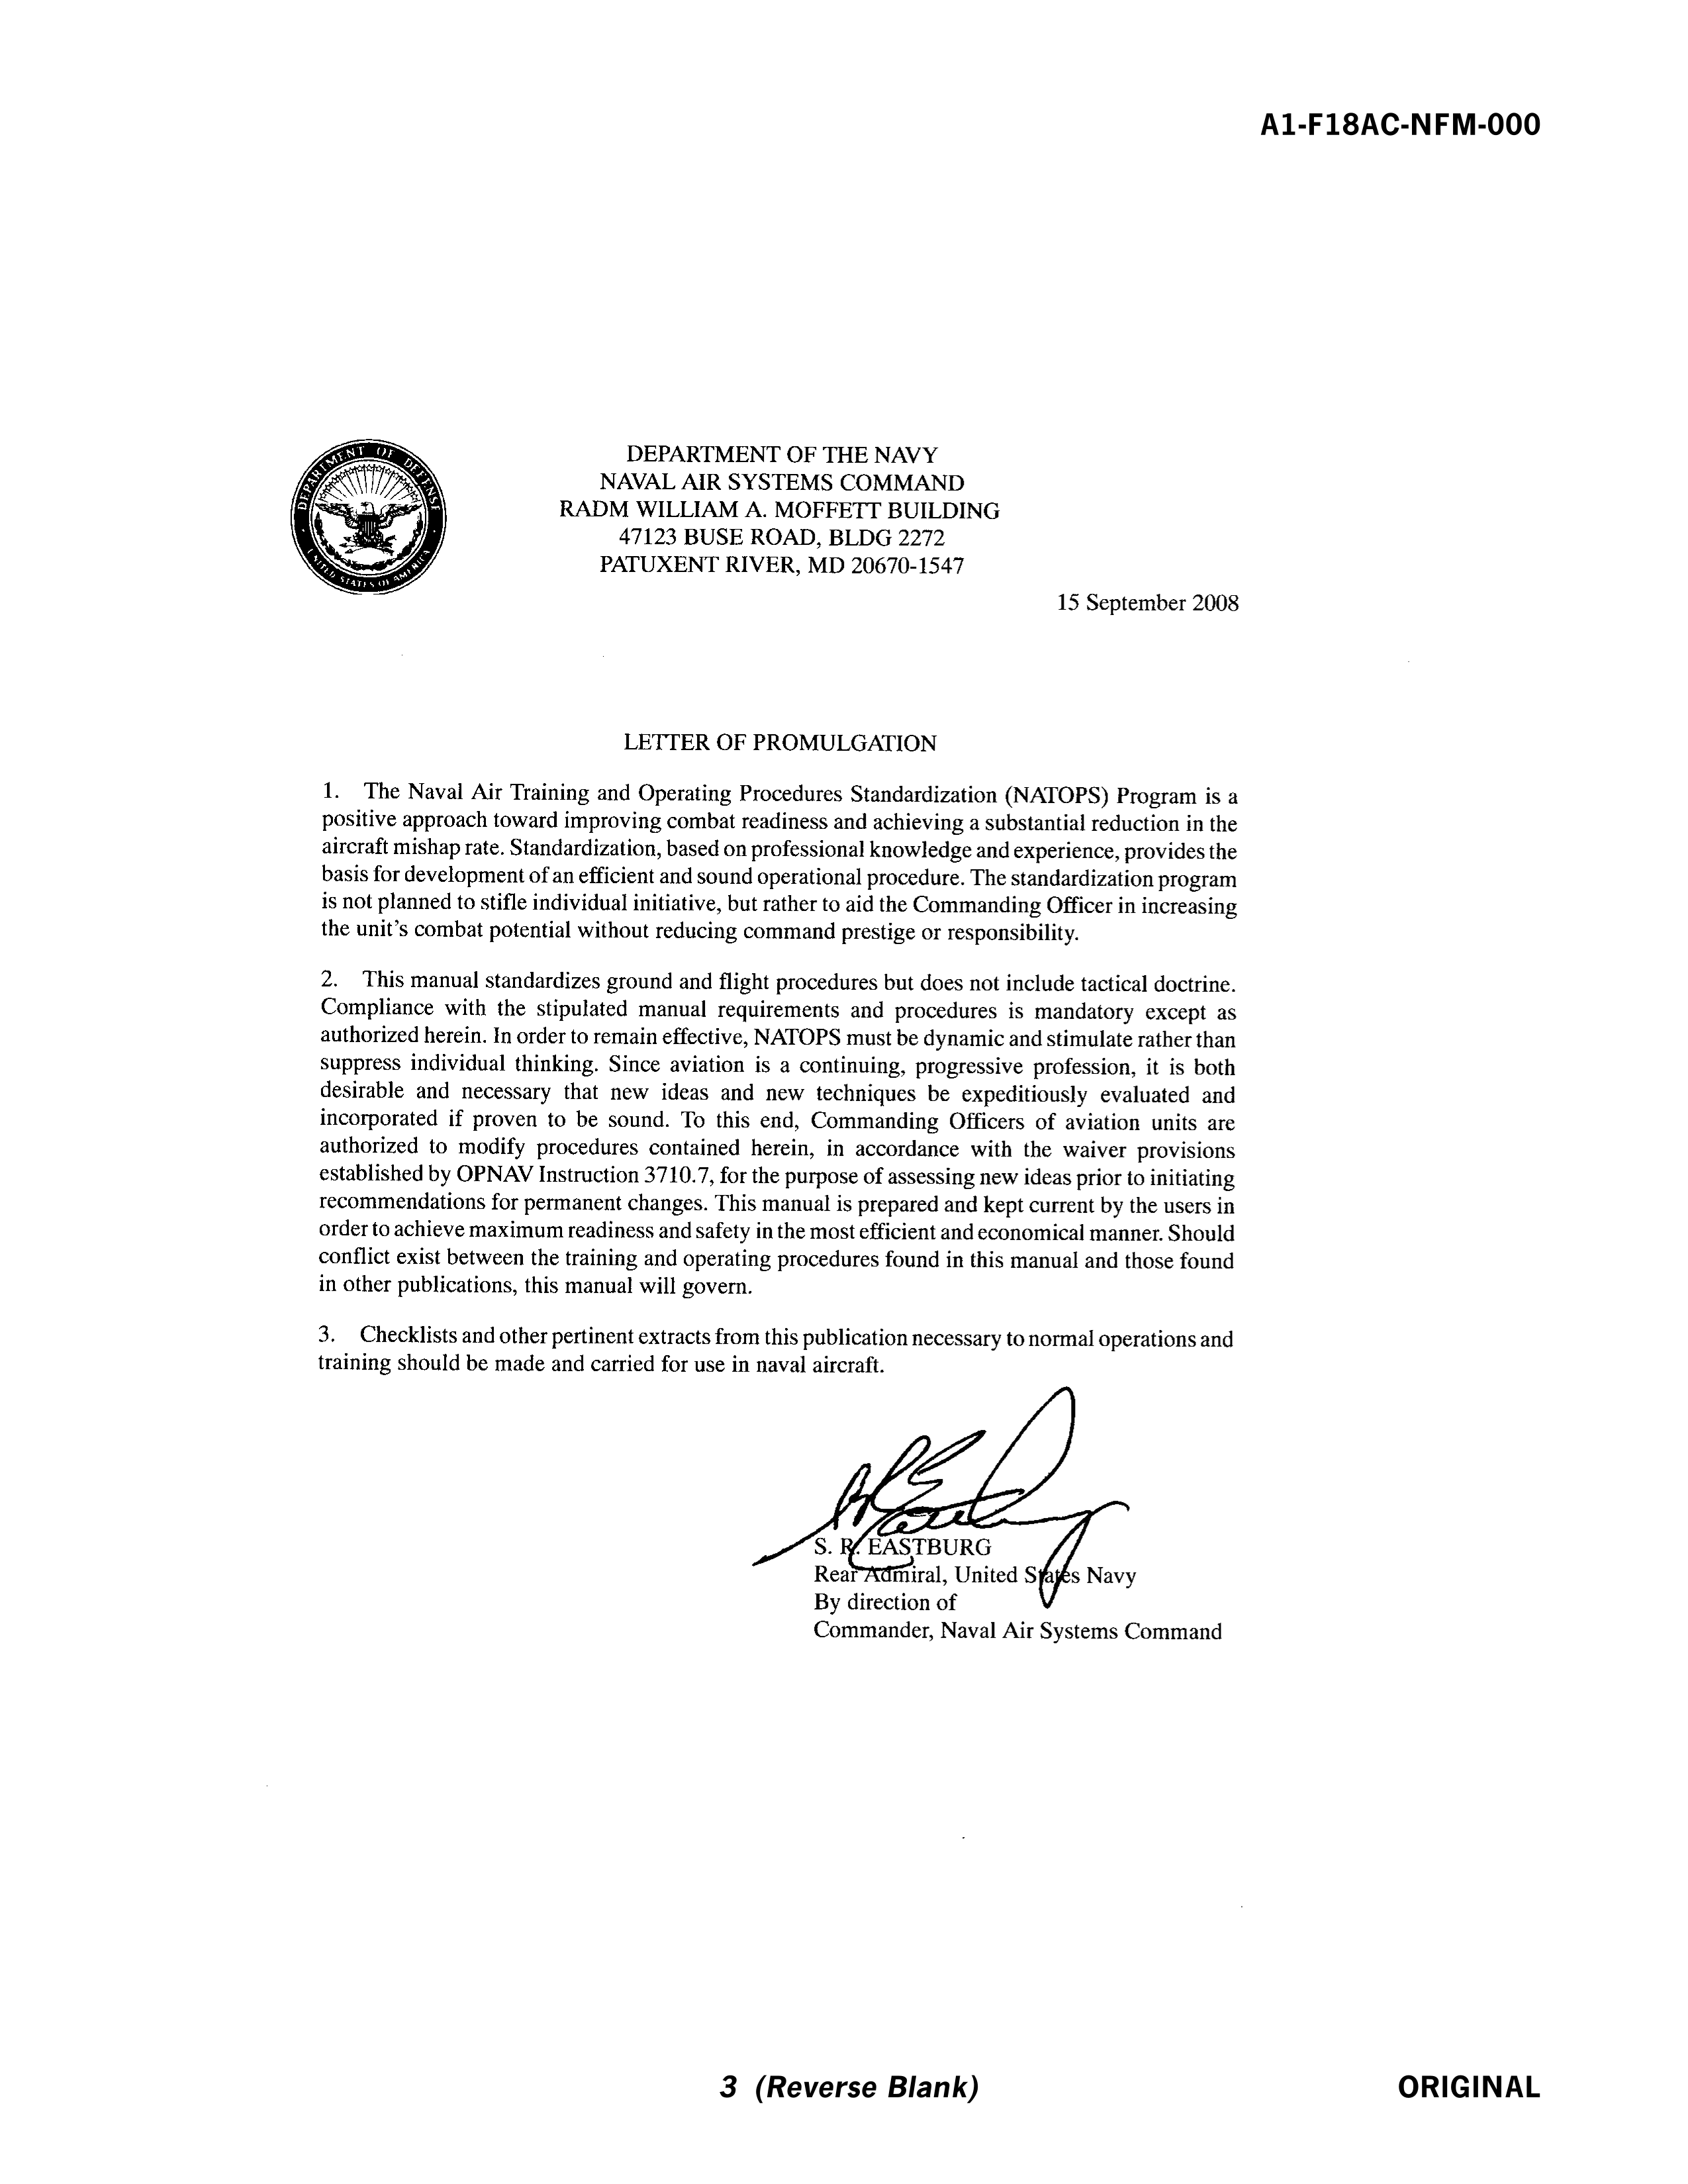 A1-F18AC-NFM-000
DEPARTMENT OF DEFENSE
UNITED STATES OF AMERICA
DEPARTMENT OF THE NAVY
NAVAL AIR SYSTEMS COMMAND
RADM WILLIAM A. MOFFETT BUILDING
47123 BUSE ROAD, BLDG 2272
PATUXENT RIVER, MD 20670-1547
15 September 2008
LETTER OF PROMULGATION
1. The Naval Air Training and Operating Procedures Standardization (NATOPS) Program is a
positive approach toward improving combat readiness and achieving a substantial reduction in the
aircraft mishap rate. Standardization, based on professional knowledge and experience, provides the
basis for development of an efficient and sound operational procedure. The standardization program
is not planned to stifle individual initiative, but rather to aid the Commanding Officer in increasing
the unit's combat potential without reducing command prestige or responsibility.
2. This manual standardizes ground and flight procedures but does not include tactical doctrine.
Compliance with the stipulated manual requirements and procedures is mandatory except as
authorized herein. In order to remain effective, NATOPS must be dynamic and stimulate rather than
suppress individual thinking. Since aviation is a continuing, progressive profession, it is both
desirable and necessary that new ideas and new techniques be expeditiously evaluated and
incorporated if proven to be sound. To this end, Commanding Officers of aviation units are
authorized to modify procedures contained herein, in accordance with the waiver provisions
established by OPNAV Instruction 3710.7, for the purpose of assessing new ideas prior to initiating
recommendations for permanent changes. This manual is prepared and kept current by the users in
order to achieve maximum readiness and safety in the most efficient and economical manner. Should
conflict exist between the training and operating procedures found in this manual and those found
in other publications, this manual will govern.
3. Checklists and other pertinent extracts from this publication necessary to normal operations and
training should be made and carried for use in naval aircraft.
S. R. EASTBURG
Rear Admiral, United States Navy
By direction of
Commander, Naval Air Systems Command
3 (Reverse Blank)
ORIGINAL